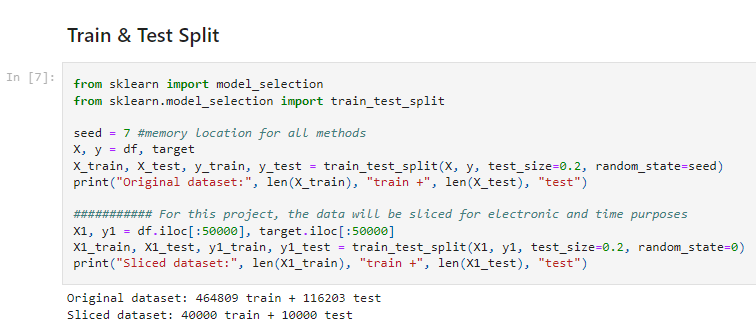 Train & Test Split
In [7]:
from sklearn import model_selection
from sklearn.model_selection import train_test_split
seed = 7 #memory location for all methods
X, y = df, target
X_train, X_test, y_train, y_test = train_test_split(X, y, test_size=0.2, random_state=seed)
print("Original dataset:", len(X_train), "train +", len(X_test), "test")
########### For this project, the data will be sliced for electronic and time purposes
X1, y1 = df.iloc[:50000], target.iloc[:50000]
X1_train, X1_test, y1_train, y1_test = train_test_split(X1, y1, test_size=0.2, random_state=0)
print("Sliced dataset:", len(X1_train), "train +", len(X1_test), "test")
Original dataset: 464809 train + 116203 test
Sliced dataset: 40000 train + 10000 test